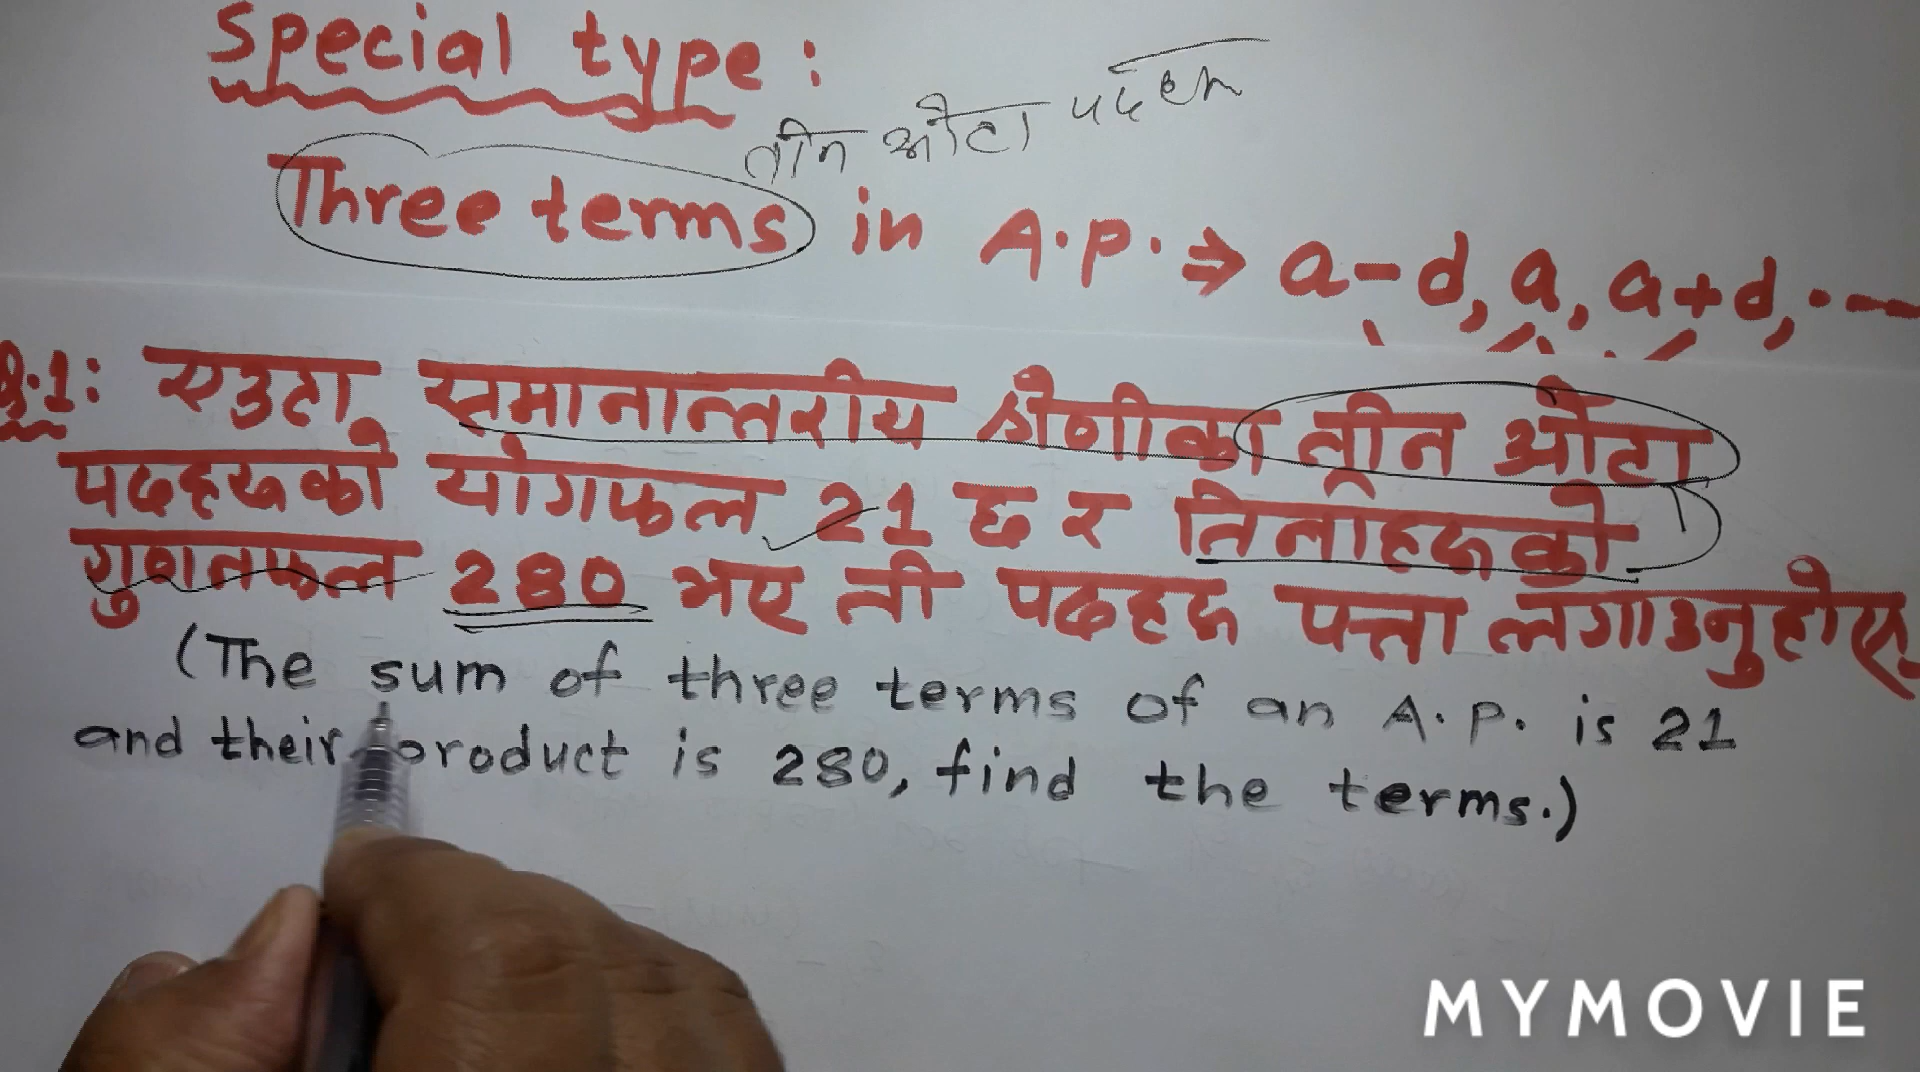 Special type:
तीन औटा पदहरू
Three terms in A.P. ⇒ a-d, a, a+d, ---
Q.1: एउटा समानान्तरीय श्रेणीका तीन औटा
पदहरूको योगफल 21 छ र तिनीहरूको
गुणनफल 280 भए ती पदहरू पत्ता लगाउनुहोस्
(The sum of three terms of an A.P. is 21
and their product is 280, find the terms.)
MYMOVIE